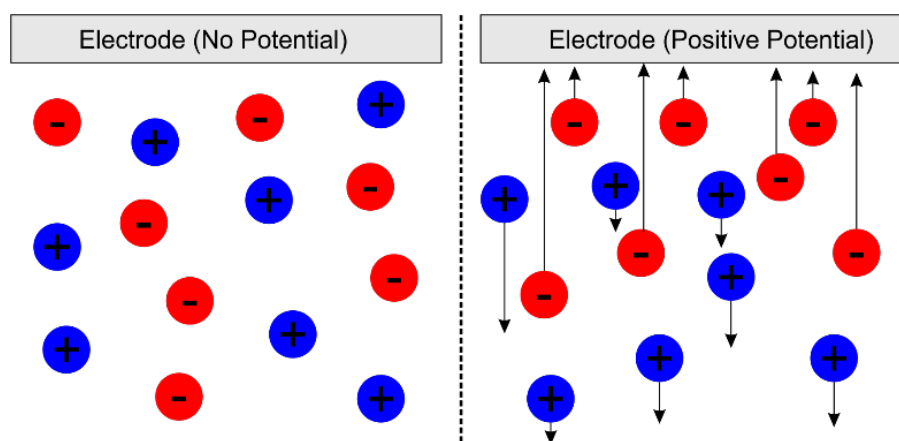 Electrode (No Potential)
Electrode (Positive Potential)
- + - +
- + - +
+ - + -
- + - +
+ - + -
- + - +
- + - -
+ + + - -
+ - -
- +
+ + +